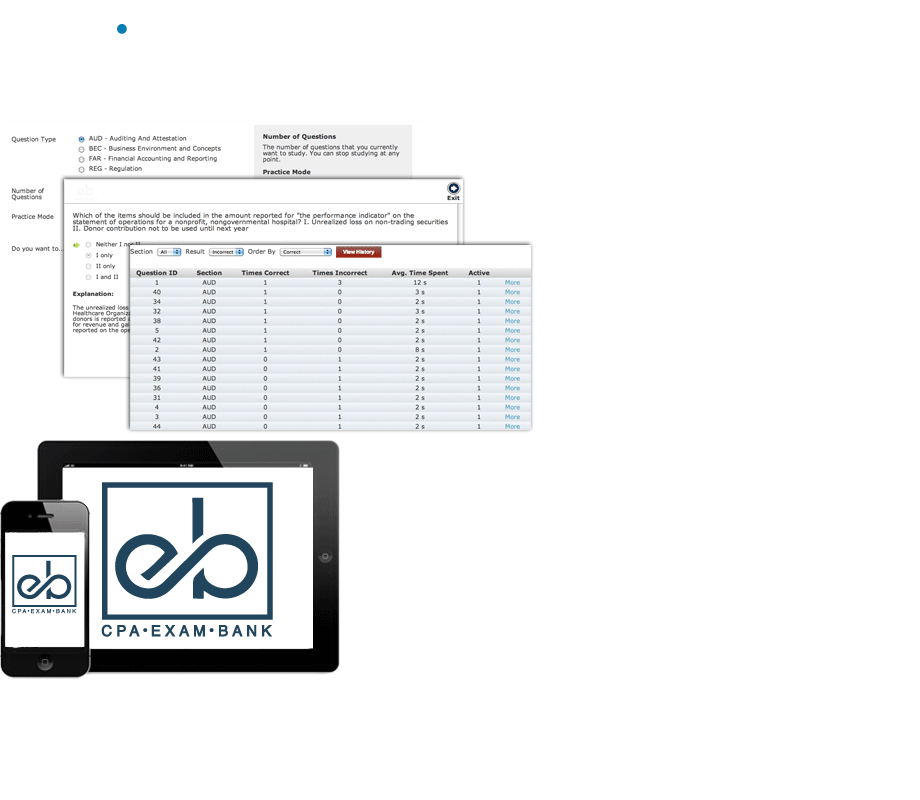 Question Type
AUD - Auditing And Attestation
BEC - Business Environment and Concepts
FAR - Financial Accounting and Reporting
REG - Regulation
Number of Questions
The number of questions that you currently
want to study. You can stop studying at any
point.
Practice Mode
Number of
Questions
Practice Mode
Do you want to...
eb
Exit
Which of the items should be included in the amount reported for "the performance indicator" on the
statement of operations for a nonprofit, nongovernmental hospital? I. Unrealized loss on non-trading securities
II. Donor contribution not to be used until next year
Neither I nor II
I only
II only
I and II
Explanation:
The unrealized loss
Healthcare Organiz
donors is reported
for revenue and gai
reported on the ope
Section All Result Incorrect Order By Correct View History
Question ID Section Times Correct Times Incorrect Avg. Time Spent Active
1 AUD 1 3 12 s 1 More
40 AUD 1 0 3 s 1 More
34 AUD 1 0 2 s 1 More
32 AUD 1 0 3 s 1 More
38 AUD 1 0 2 s 1 More
5 AUD 1 0 2 s 1 More
42 AUD 1 0 2 s 1 More
2 AUD 1 0 8 s 1 More
43 AUD 0 1 2 s 1 More
41 AUD 0 1 2 s 1 More
39 AUD 0 1 2 s 1 More
36 AUD 0 1 2 s 1 More
31 AUD 0 1 2 s 1 More
4 AUD 0 1 2 s 1 More
3 AUD 0 1 2 s 1 More
44 AUD 0 1 2 s 1 More
eb
CPA•EXAM•BANK
eb
CPA•EXAM•BANK